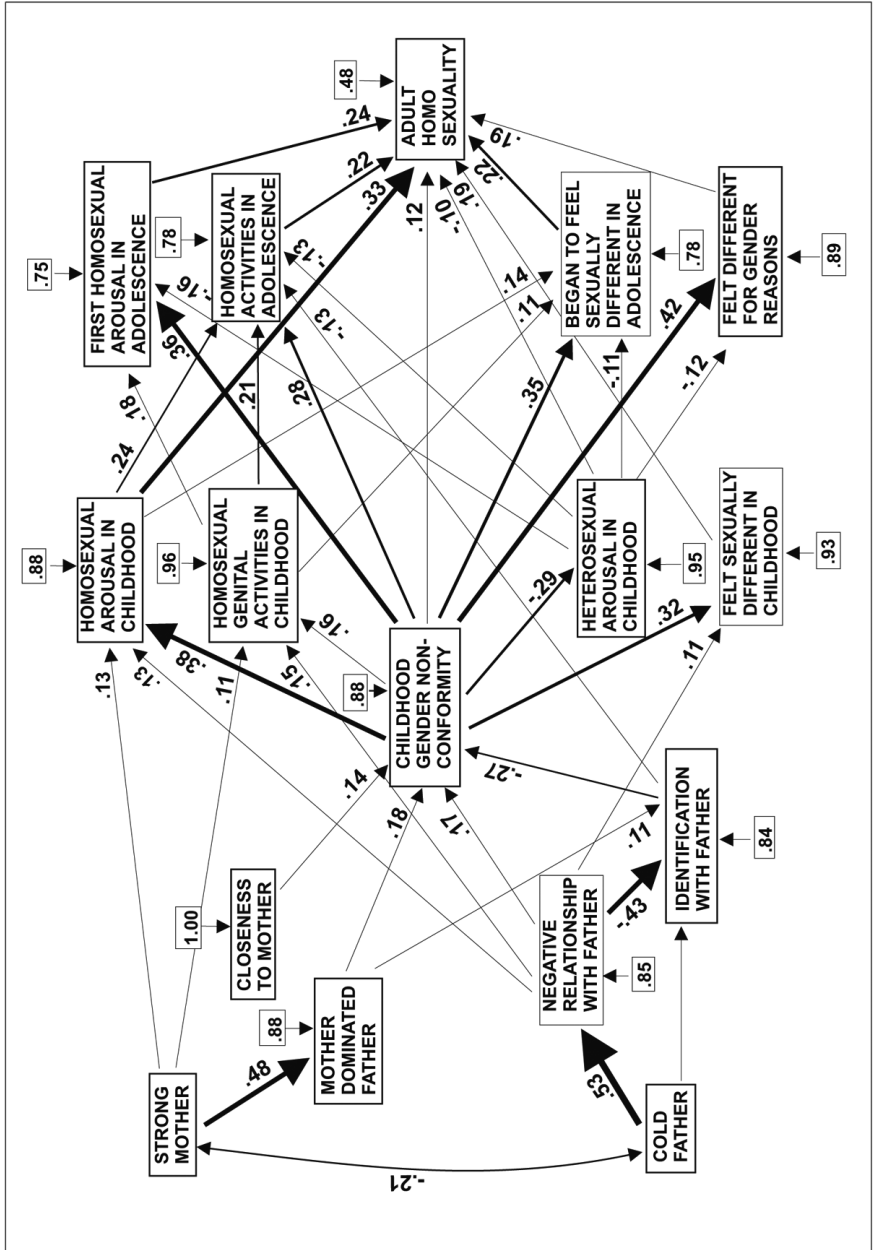 STRONG
MOTHER
-.21
COLD
FATHER
.48
.53
1.00
CLOSENESS
TO MOTHER
.88
MOTHER
DOMINATED
FATHER
NEGATIVE
RELATIONSHIP
WITH FATHER
.85
-.43
IDENTIFICATION
WITH FATHER
.84
.13
.13
.11
.15
.16
.38
.14
.18
.17
.11
-.27
.11
.88
CHILDHOOD
GENDER NON-
CONFORMITY
-.29
.32
.88
HOMOSEXUAL
AROUSAL IN
CHILDHOOD
.96
HOMOSEXUAL
GENITAL
ACTIVITIES IN
CHILDHOOD
HETEROSEXUAL
AROUSAL IN
CHILDHOOD
.95
FELT SEXUALLY
DIFFERENT IN
CHILDHOOD
.93
.24
.18
.21
.36
.28
.35
.42
-.16
-.13
-.13
.14
.11
-.11
-.12
.75
FIRST HOMOSEXUAL
AROUSAL IN
ADOLESCENCE
.78
HOMOSEXUAL
ACTIVITIES IN
ADOLESCENCE
BEGAN TO FEEL
SEXUALLY
DIFFERENT IN
ADOLESCENCE
.78
FELT DIFFERENT
FOR GENDER
REASONS
.89
.24
.22
.33
.12
-.10
.19
.22
.19
.48
ADULT
HOMO
SEXUALITY